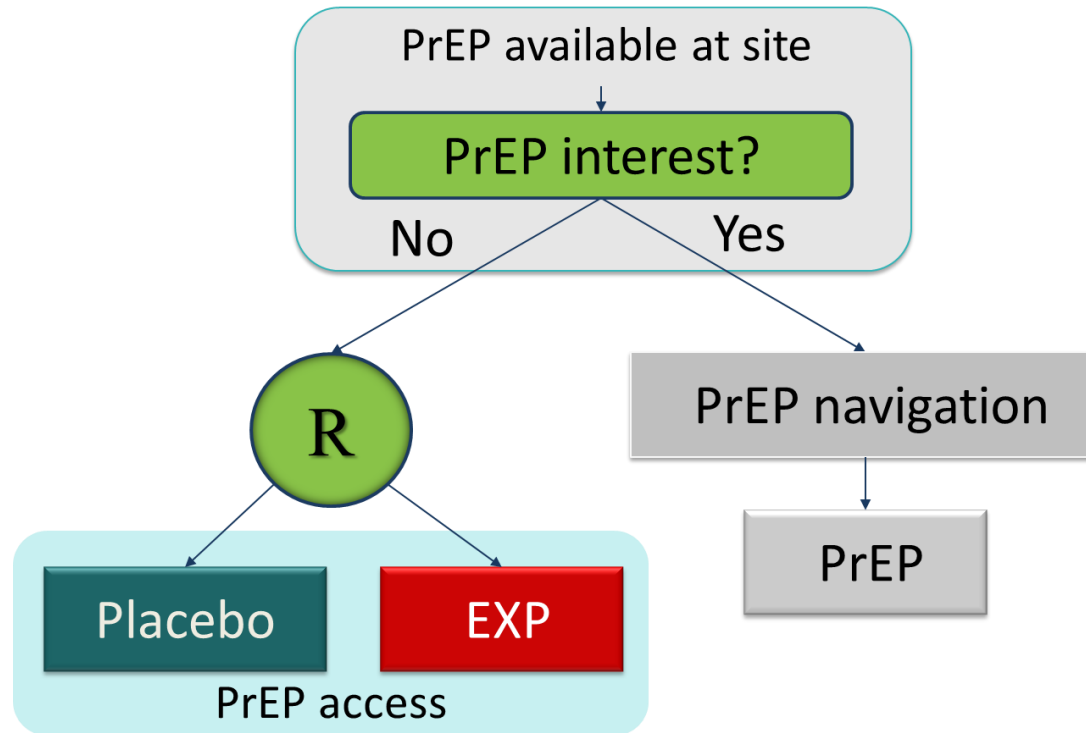 PrEP available at site
PrEP interest?
No
Yes
R
PrEP navigation
PrEP
Placebo
EXP
PrEP access